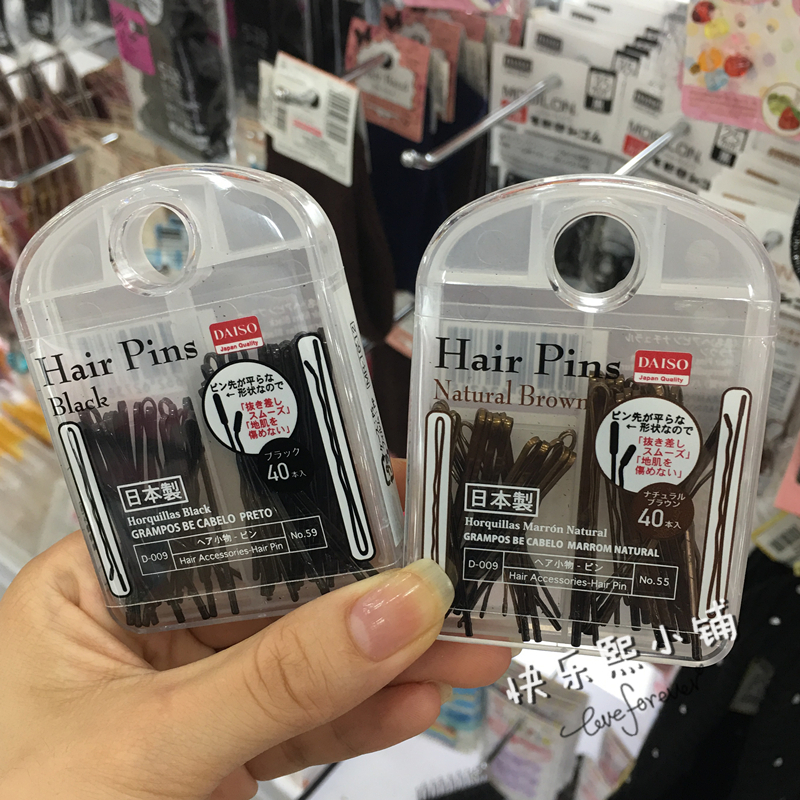 Hair Pins
Black
DAISO
Japan Quality
ピン先が平らな
←形状なので
「抜き差し
スムーズ」
「地肌を
傷めない」
ブラック
40本入
日本製
Horquillas Black
GRAMPOS BE CABELO PRETO
D-009
ヘア小物-ピン
Hair Accessories-Hair Pin
No.59
Hair Pins
Natural Brown
DAISO
Japan Quality
ピン先が平らな
←形状なので
「抜き差し
スムーズ」
「地肌を
傷めない」
ナチュラル
ブラウン
40本入
日本製
Horquillas Marrón Natural
GRAMPOS BE CABELO MARROM NATURAL
D-009
ヘア小物-ピン
Hair Accessories-Hair Pin
No.55
快乐熙小铺
Loveforever